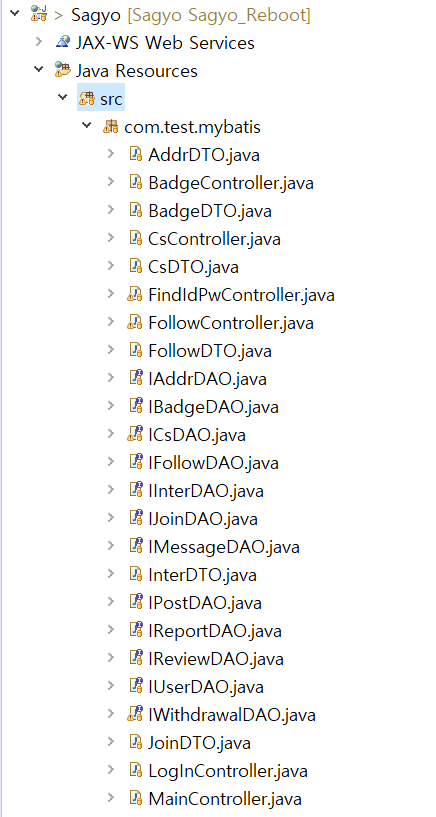 > Sagyo [Sagyo Sagyo_Reboot]
JAX-WS Web Services
Java Resources
src
com.test.mybatis
AddrDTO.java
BadgeController.java
BadgeDTO.java
CsController.java
CsDTO.java
FindIdPwController.java
FollowController.java
FollowDTO.java
IAddrDAO.java
IBadgeDAO.java
ICsDAO.java
IFollowDAO.java
IInterDAO.java
IJoinDAO.java
IMessageDAO.java
InterDTO.java
IPostDAO.java
IReportDAO.java
IReviewDAO.java
IUserDAO.java
IWithdrawalDAO.java
JoinDTO.java
LogInController.java
MainController.java